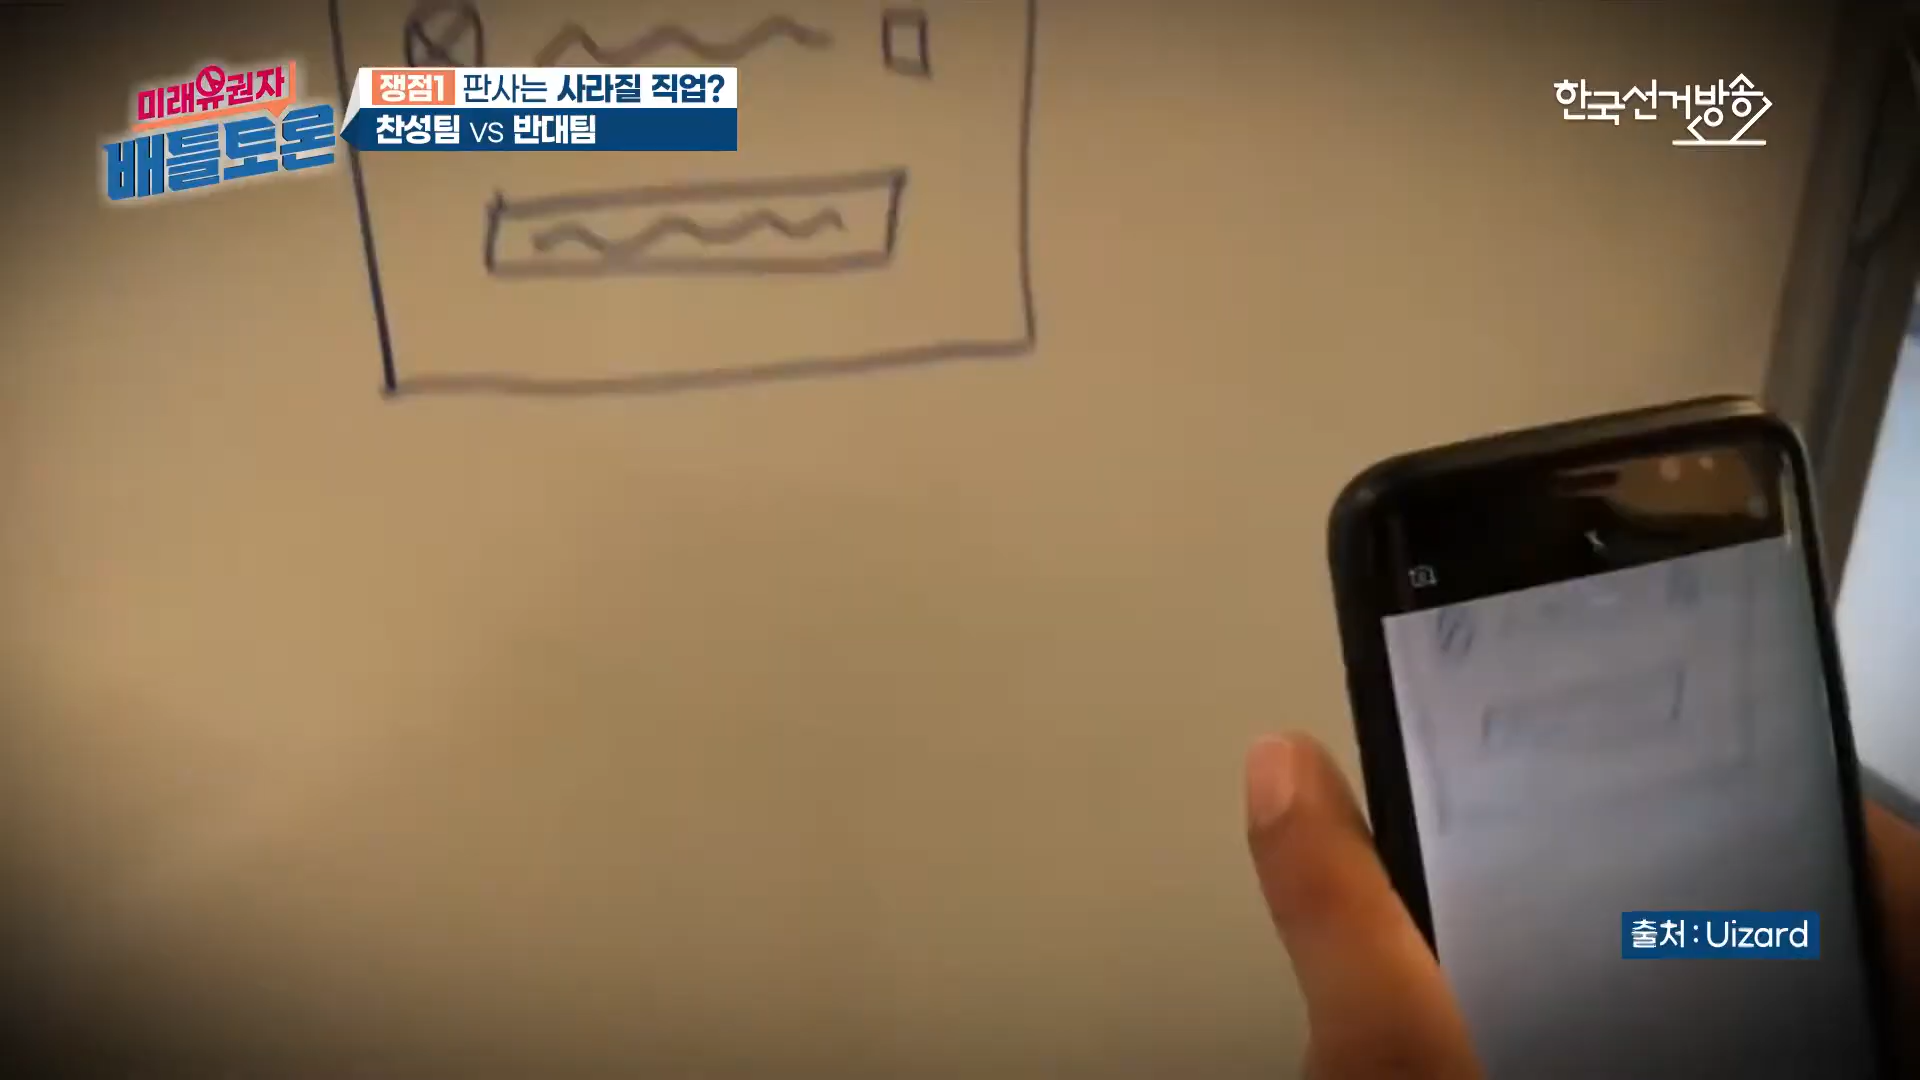 미래유권자
배틀토론
쟁점1 판사는 사라질 직업?
찬성팀 vs 반대팀
한국선거방송
출처 : Uizard